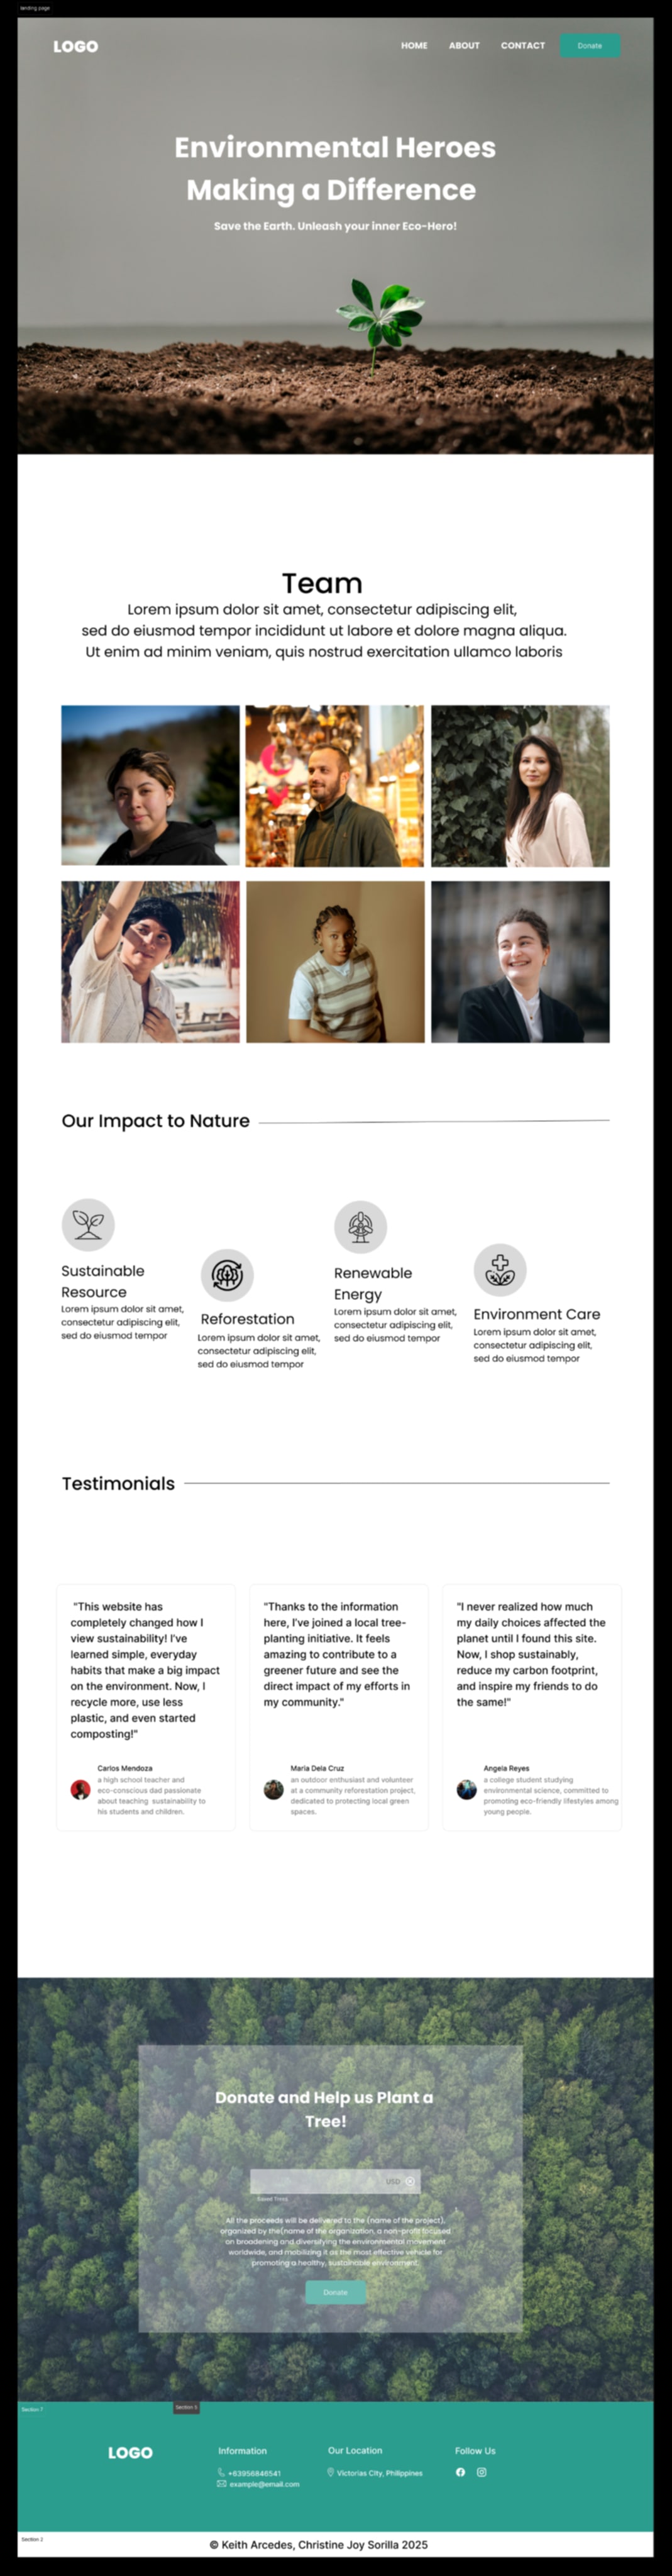 landing page
LOGO
HOME ABOUT CONTACT Donate
Environmental Heroes
Making a Difference
Save the Earth. Unleash your inner Eco-Hero!
Team
Lorem ipsum dolor sit amet, consectetur adipiscing elit,
sed do eiusmod tempor incididunt ut labore et dolore magna aliqua.
Ut enim ad minim veniam, quis nostrud exercitation ullamco laboris
Our Impact to Nature
Sustainable
Resource
Lorem ipsum dolor sit amet,
consectetur adipiscing elit,
sed do eiusmod tempor
Reforestation
Lorem ipsum dolor sit amet,
consectetur adipiscing elit,
sed do eiusmod tempor
Renewable
Energy
Lorem ipsum dolor sit amet,
consectetur adipiscing elit,
sed do eiusmod tempor
Environment Care
Lorem ipsum dolor sit amet,
consectetur adipiscing elit,
sed do eiusmod tempor
Testimonials
"This website has
completely changed how I
view sustainability! I've
learned simple, everyday
habits that make a big impact
on the environment. Now, I
recycle more, use less
plastic, and even started
composting!"
Carlos Mendoza
a high school teacher and
eco-conscious dad passionate
about teaching sustainability to
his students and children.
"Thanks to the information
here, I've joined a local tree-
planting initiative. It feels
amazing to contribute to a
greener future and see the
direct impact of my efforts in
my community."
Maria Dela Cruz
an outdoor enthusiast and volunteer
at a community reforestation project,
dedicated to protecting local green
spaces.
"I never realized how much
my daily choices affected the
planet until I found this site.
Now, I shop sustainably,
reduce my carbon footprint,
and inspire my friends to do
the same!"
Angela Reyes
a college student studying
environmental science, committed to
promoting eco-friendly lifestyles among
young people.
Donate and Help us Plant a
Tree!
USD
All the proceeds will be delivered to the (name of the project),
organized by the(name of the organization, a non-profit focused
on broadening and diversifying the environmental movement
worldwide, and mobilizing it as the most effective vehicle for
promoting a healthy, sustainable environment.
Donate
Section 7
Section 3
LOGO
Information
+63956846541
example@email.com
Our Location
Victorias City, Philippines
Follow Us
Section 2
© Keith Arcedes, Christine Joy Sorilla 2025